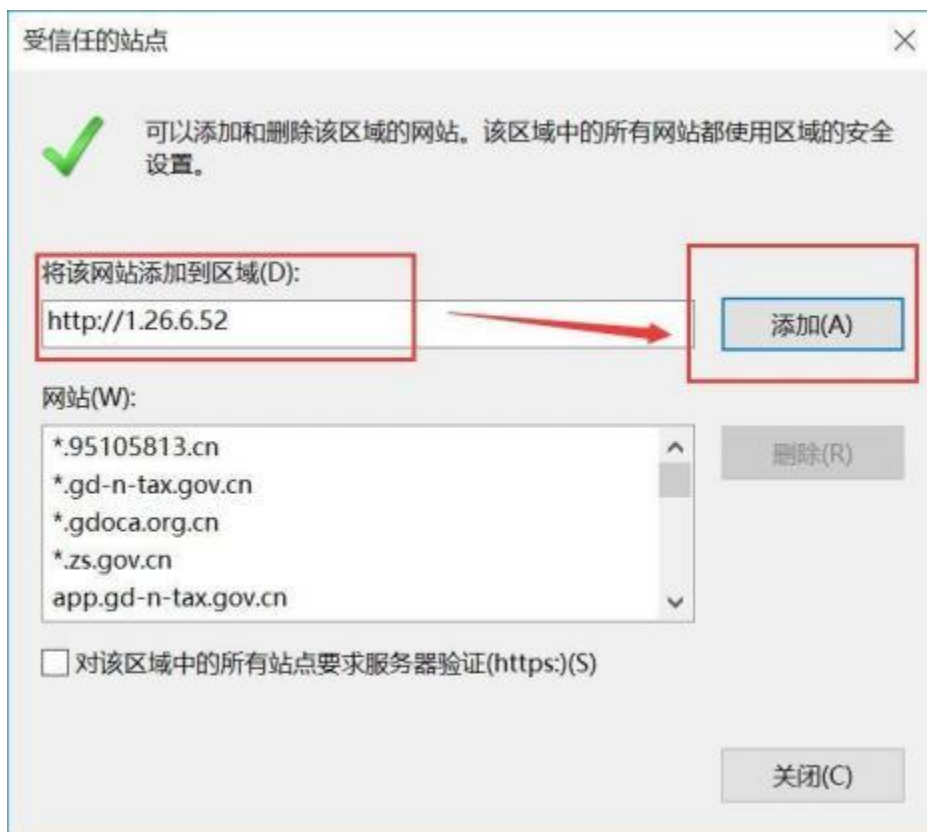 受信任的站点
可以添加和删除该区域的网站。该区域中的所有网站都使用区域的安全
设置。
将该网站添加到区域(D):
http://1.26.6.52
添加(A)
网站(W):
*.95105813.cn
*.gd-n-tax.gov.cn
*.gdoca.org.cn
*.zs.gov.cn
app.gd-n-tax.gov.cn
删除(R)
对该区域中的所有站点要求服务器验证(https:)(S)
关闭(C)